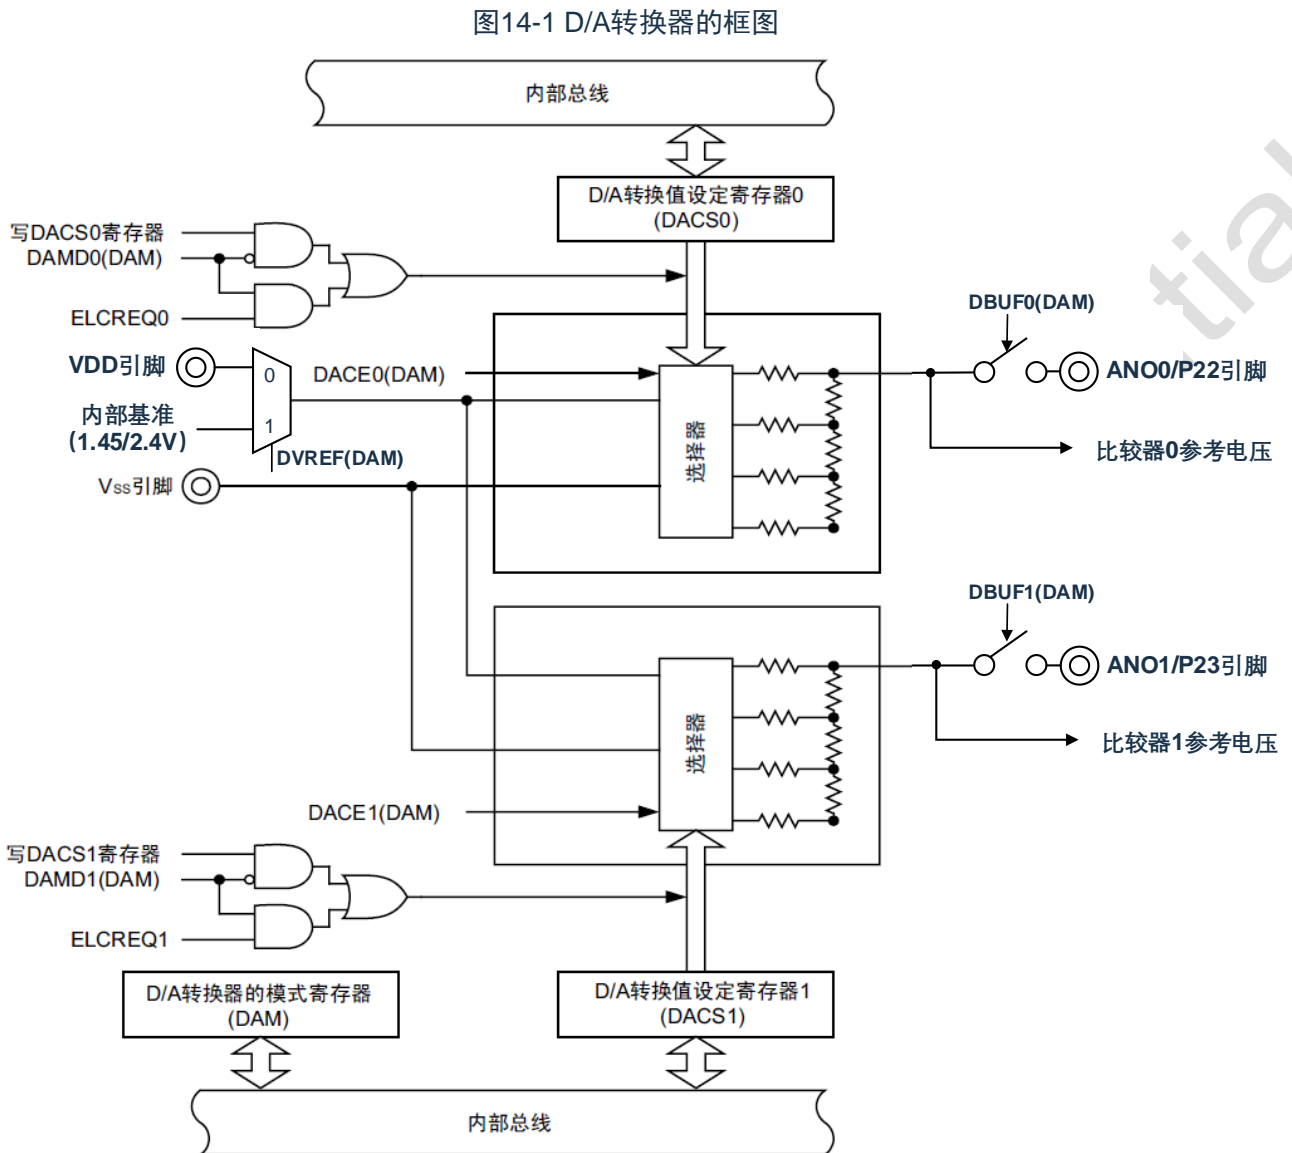 图14-1 D/A转换器的框图
内部总线
D/A转换值设定寄存器0
(DACS0)
写DACS0寄存器
DAMD0(DAM)
ELCREQ0
VDD引脚
0
DACE0(DAM)
内部基准
(1.45/2.4V)
1
DVREF(DAM)
Vss引脚
选择器
DBUF0(DAM)
ANO0/P22引脚
比较器0参考电压
tial
DBUF1(DAM)
ANO1/P23引脚
比较器1参考电压
选择器
DACE1(DAM)
写DACS1寄存器
DAMD1(DAM)
ELCREQ1
D/A转换器的模式寄存器
(DAM)
D/A转换值设定寄存器1
(DACS1)
内部总线